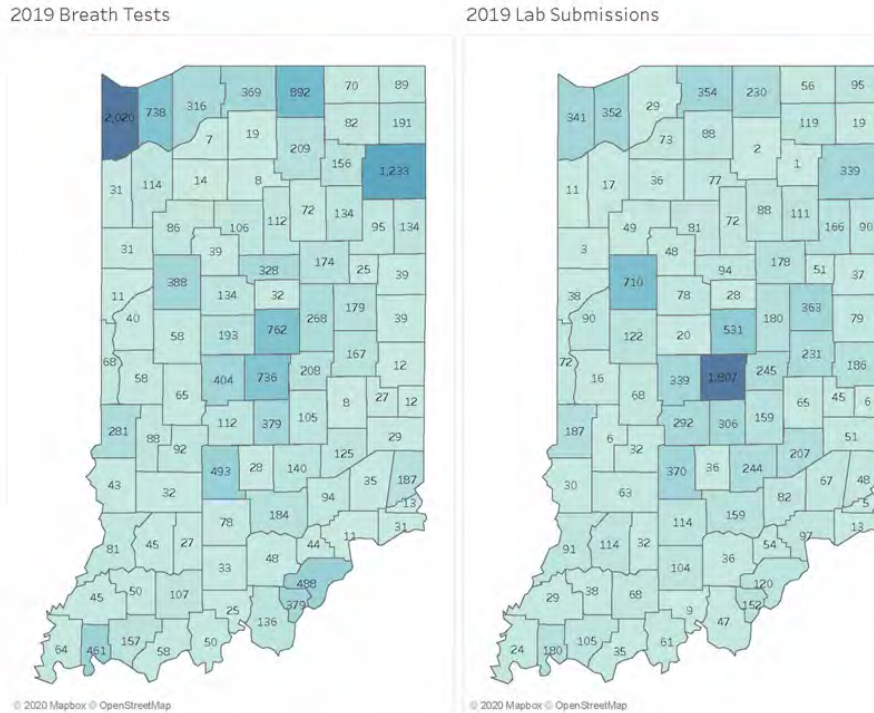 2019 Breath Tests
2,020 738 316 369 892 70 89
7 19 82 191
209 156 1,233
31 114 14 8
112 72 134
86 106 95 134
31 39
388 328 174 25 39
11 134 32
40 268 179
58 193 762 39
68 167
58 404 736 208 12
65 8 27 12
281 112 379 105
88 92 29
493 28 140 125
43 32 35 187
94 13
78 184 31
81 45 27 44 11
33 48
45 50 107 488
25 379
64 461 157 58 50 136
© 2020 Mapbox © OpenStreetMap
2019 Lab Submissions
341 352 29 354 230 56 95
73 88 119 19
2 1 339
11 17 36 77
72 88 111
49 81 166 90
3 48
710 94 178 51 37
38 78 28
90 180 363
122 20 531 79
72 231
16 339 1,807 245 186
68 65 45 6
187 292 306 159
6 32 51
370 36 244 207
30 63 67 48
82 5
114 159 13
91 114 32 54 97
104 36
29 38 68 120
9 152
24 180 105 35 61 47
© 2020 Mapbox © OpenStreetMap